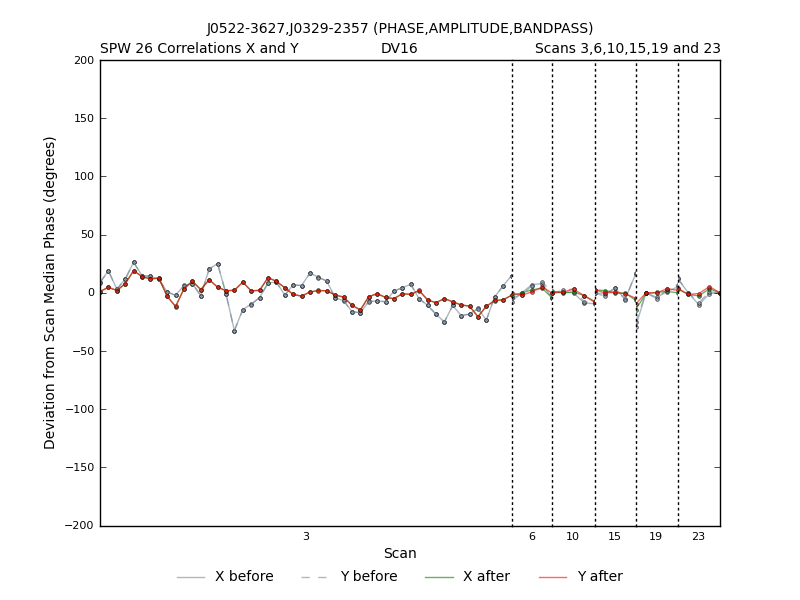 J0522-3627,J0329-2357 (PHASE,AMPLITUDE,BANDPASS)
SPW 26 Correlations X and Y DV16 Scans 3,6,10,15,19 and 23
200
150
100
50
0
−50
−100
−150
−200
Deviation from Scan Median Phase (degrees)
3 6 10 15 19 23
Scan
X before Y before X after Y after